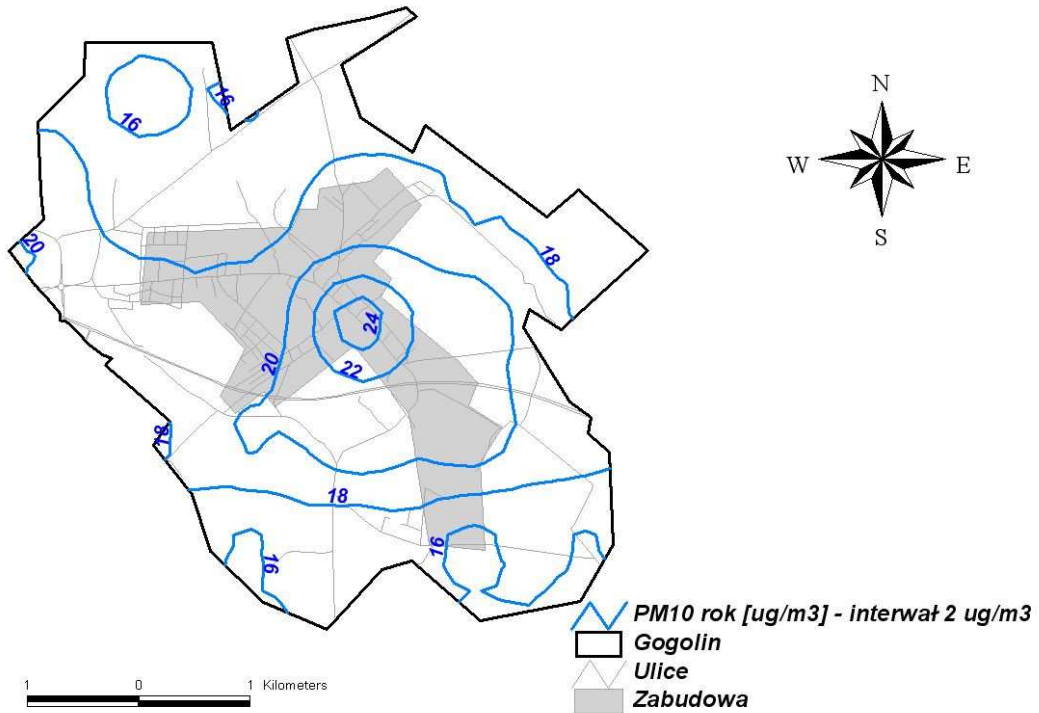 N
W E
S
16
16
20
18
24
20
22
18
18
16
16
PM10 rok [ug/m3] - interwał 2 ug/m3
Gogolin
Ulice
Zabudowa
1 0 1 Kilometers